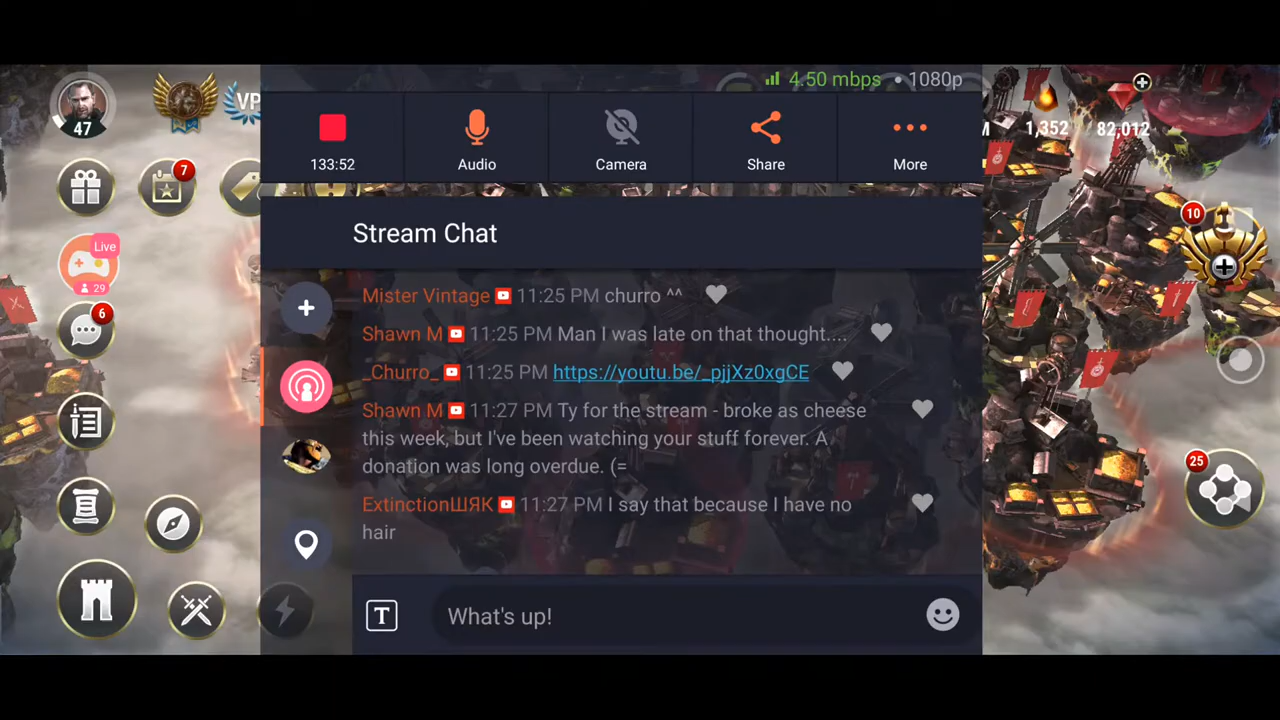 4.50 mbps • 1080p
47
VP
133:52
Audio
Camera
Share
More
1,352
82,012
7
Stream Chat
10
Live
29
6
Mister Vintage 11:25 PM churro ^^
Shawn M 11:25 PM Man I was late on that thought....
_Churro_ 11:25 PM https://youtu.be/_pjjXz0xgCE
Shawn M 11:27 PM Ty for the stream - broke as cheese
this week, but I've been watching your stuff forever. A
donation was long overdue. (=
25
ExtinctionШЯК 11:27 PM I say that because I have no
hair
T
What's up!